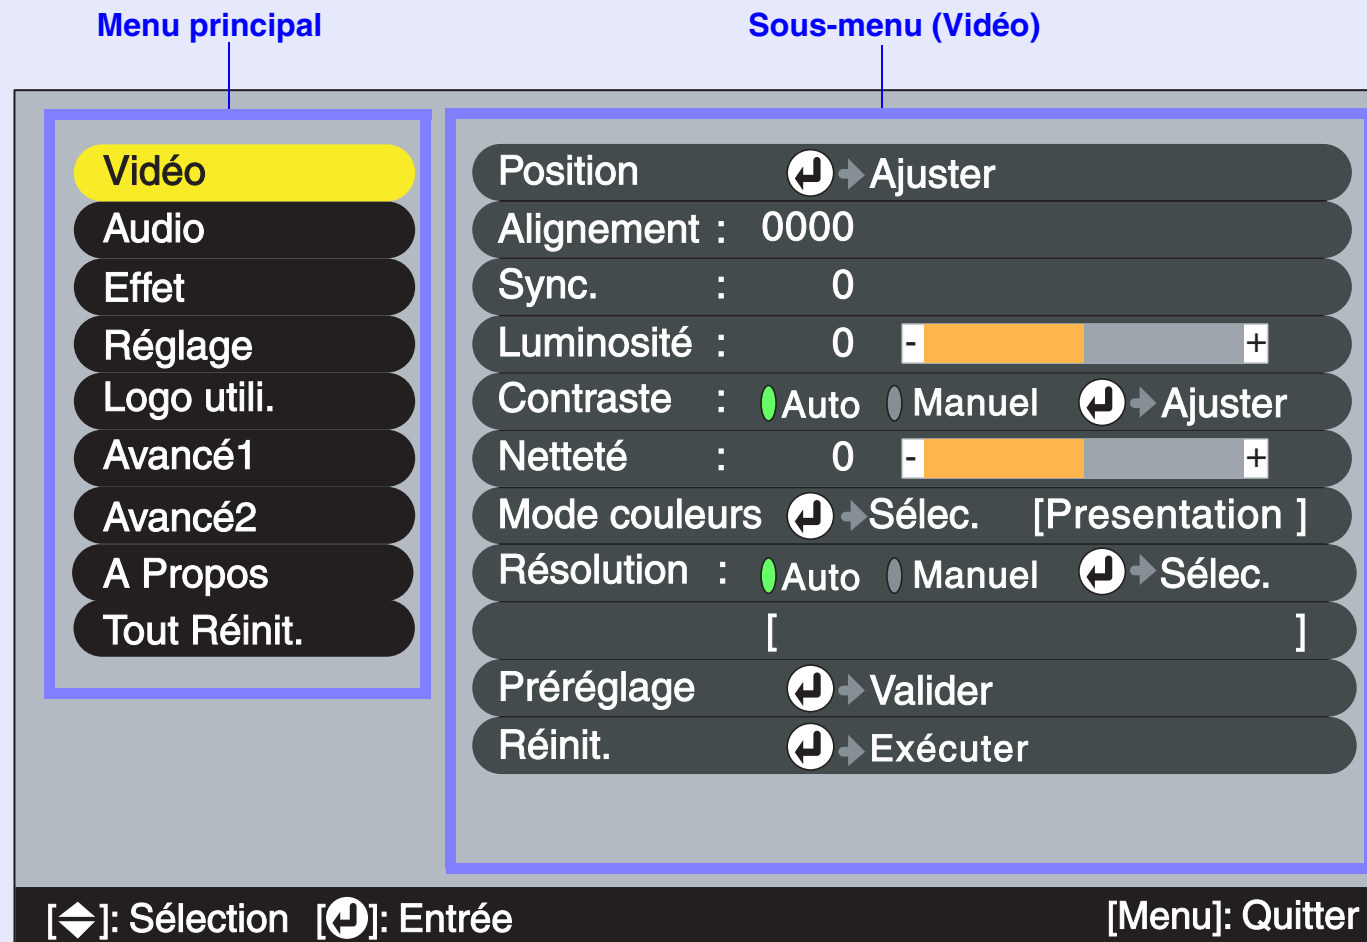 Menu principal
Sous-menu (Vidéo)
Vidéo
Audio
Effet
Réglage
Logo utili.
Avancé1
Avancé2
A Propos
Tout Réinit.
Position Ajuster
Alignement : 0000
Sync. : 0
Luminosité : 0 - +
Contraste : Auto Manuel Ajuster
Netteté : 0 - +
Mode couleurs Sélec. [Presentation ]
Résolution : Auto Manuel Sélec.
[ ]
Préréglage Valider
Réinit. Exécuter
[ ]: Sélection [ ]: Entrée [Menu]: Quitter